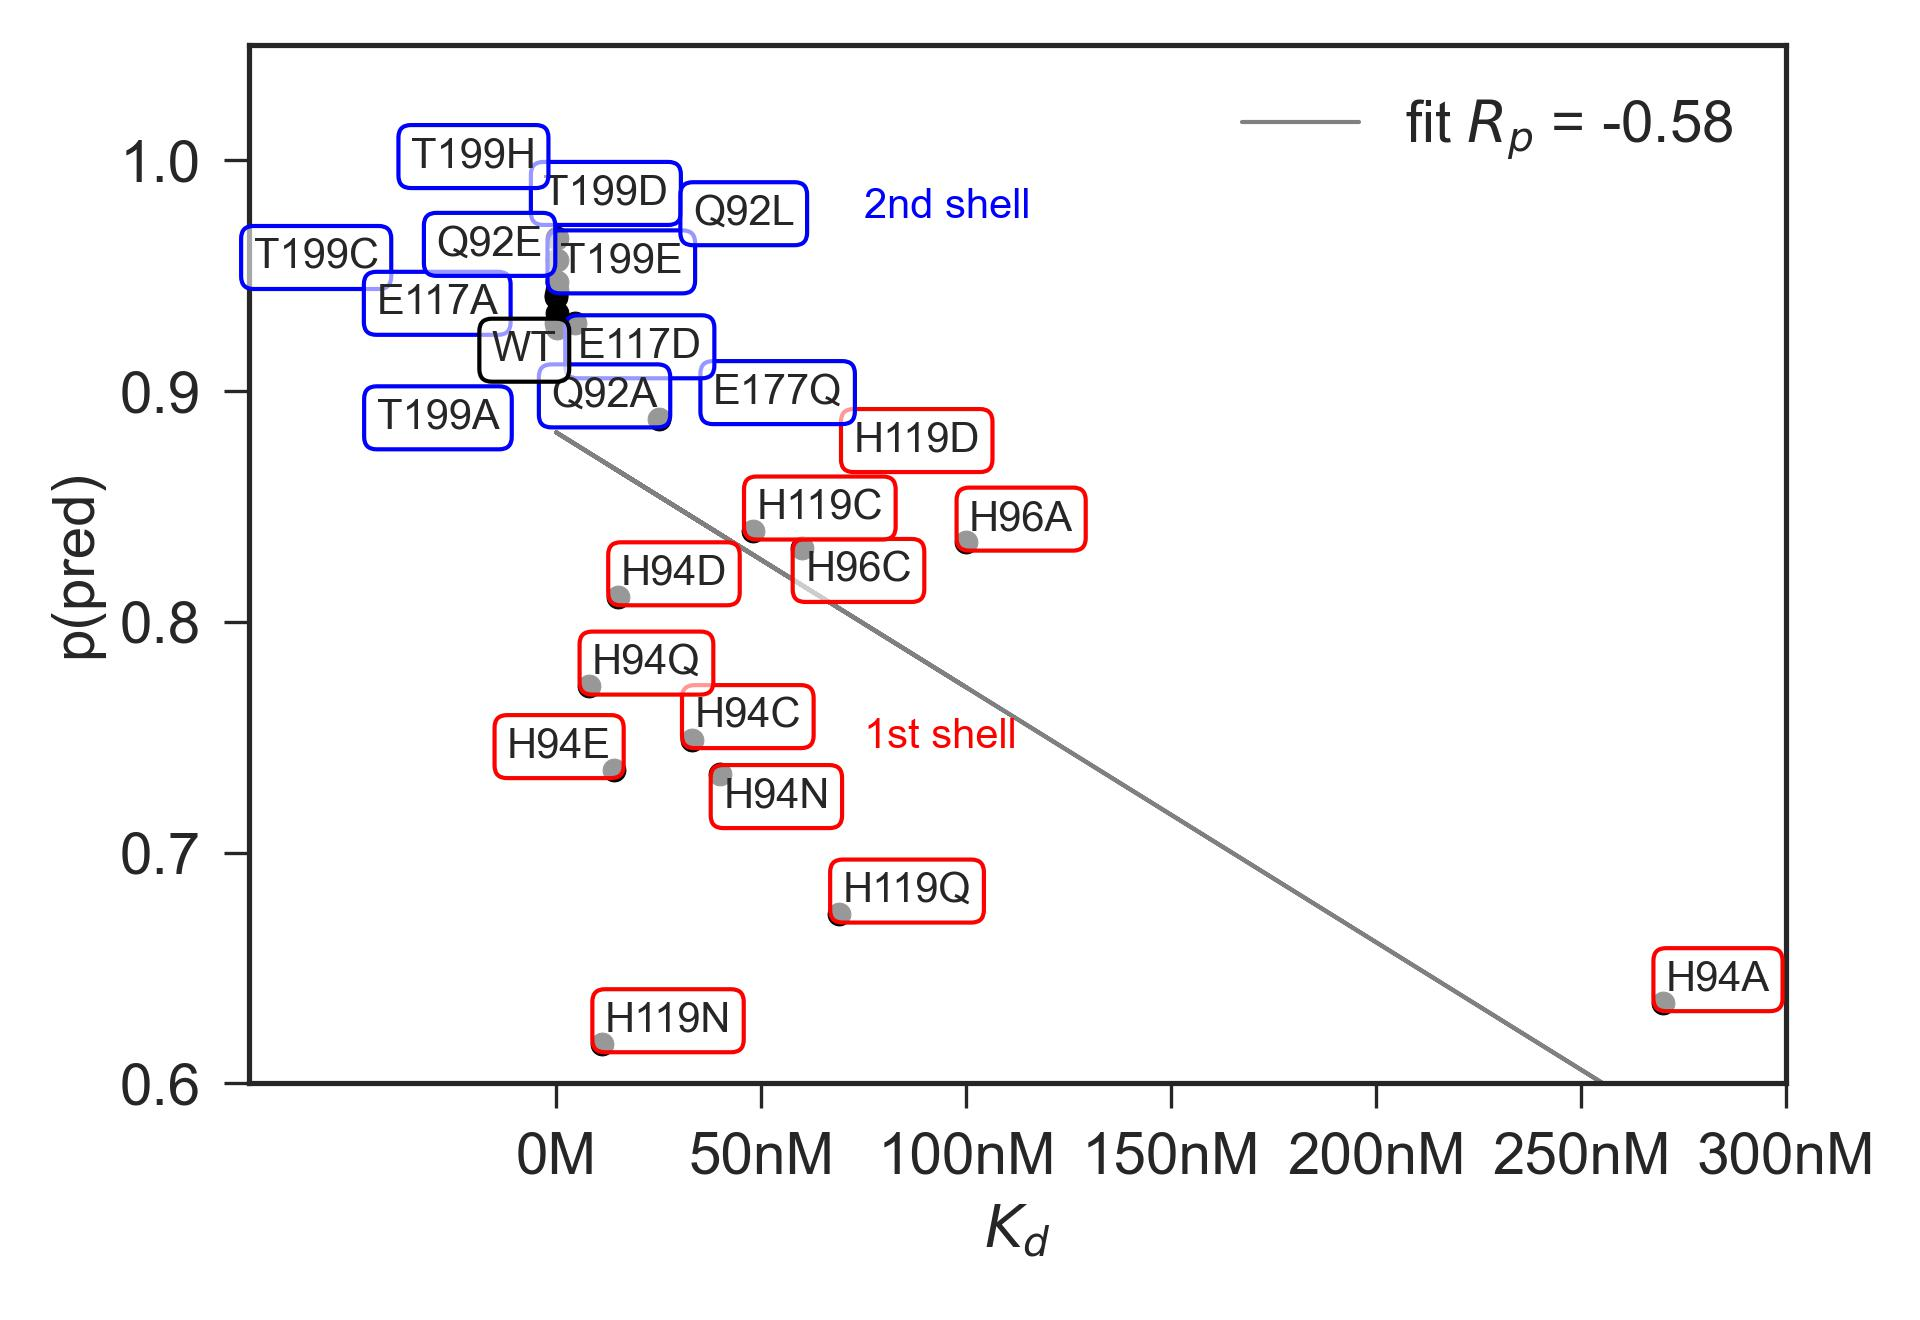 fit Rp = -0.58
T199H
T199D
Q92L
2nd shell
Q92E
T199C
T199E
E117A
WT
E117D
Q92A
E177Q
T199A
H119D
H119C
H96A
H94D
H96C
H94Q
H94C
1st shell
H94E
H94N
H119Q
H94A
H119N
p(pred)
1.0
0.9
0.8
0.7
0.6
0M 50nM 100nM 150nM 200nM 250nM 300nM
Kd